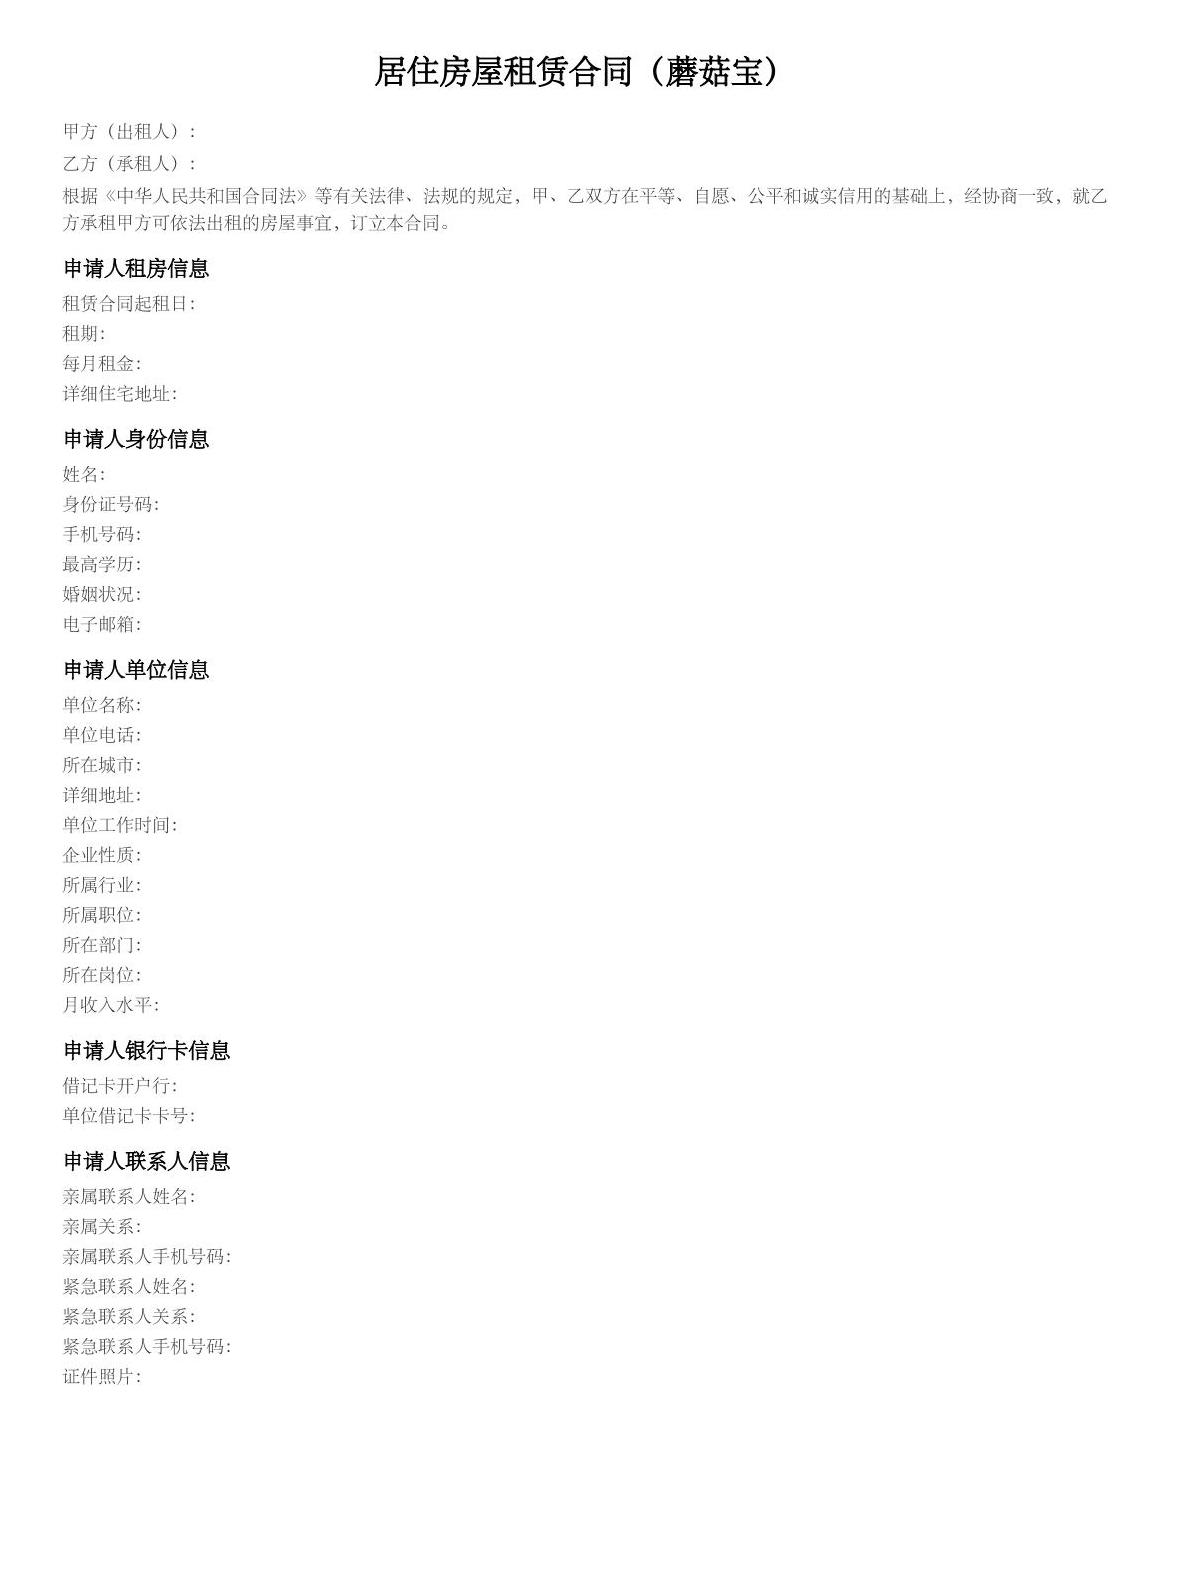 居住房屋租赁合同（蘑菇宝）
甲方（出租人）:
乙方（承租人）:
根据《中华人民共和国合同法》等有关法律、法规的规定，甲、乙双方在平等、自愿、公平和诚实信用的基础上，经协商一致，就乙
方承租甲方可依法出租的房屋事宜，订立本合同。
申请人租房信息
租赁合同起租日:
租期:
每月租金:
详细住宅地址:
申请人身份信息
姓名:
身份证号码:
手机号码:
最高学历:
婚姻状况:
电子邮箱:
申请人单位信息
单位名称:
单位电话:
所在城市:
详细地址:
单位工作时间:
企业性质:
所属行业:
所属职位:
所在部门:
所在岗位:
月收入水平:
申请人银行卡信息
借记卡开户行:
单位借记卡卡号:
申请人联系人信息
亲属联系人姓名:
亲属关系:
亲属联系人手机号码:
紧急联系人姓名:
紧急联系人关系:
紧急联系人手机号码:
证件照片: